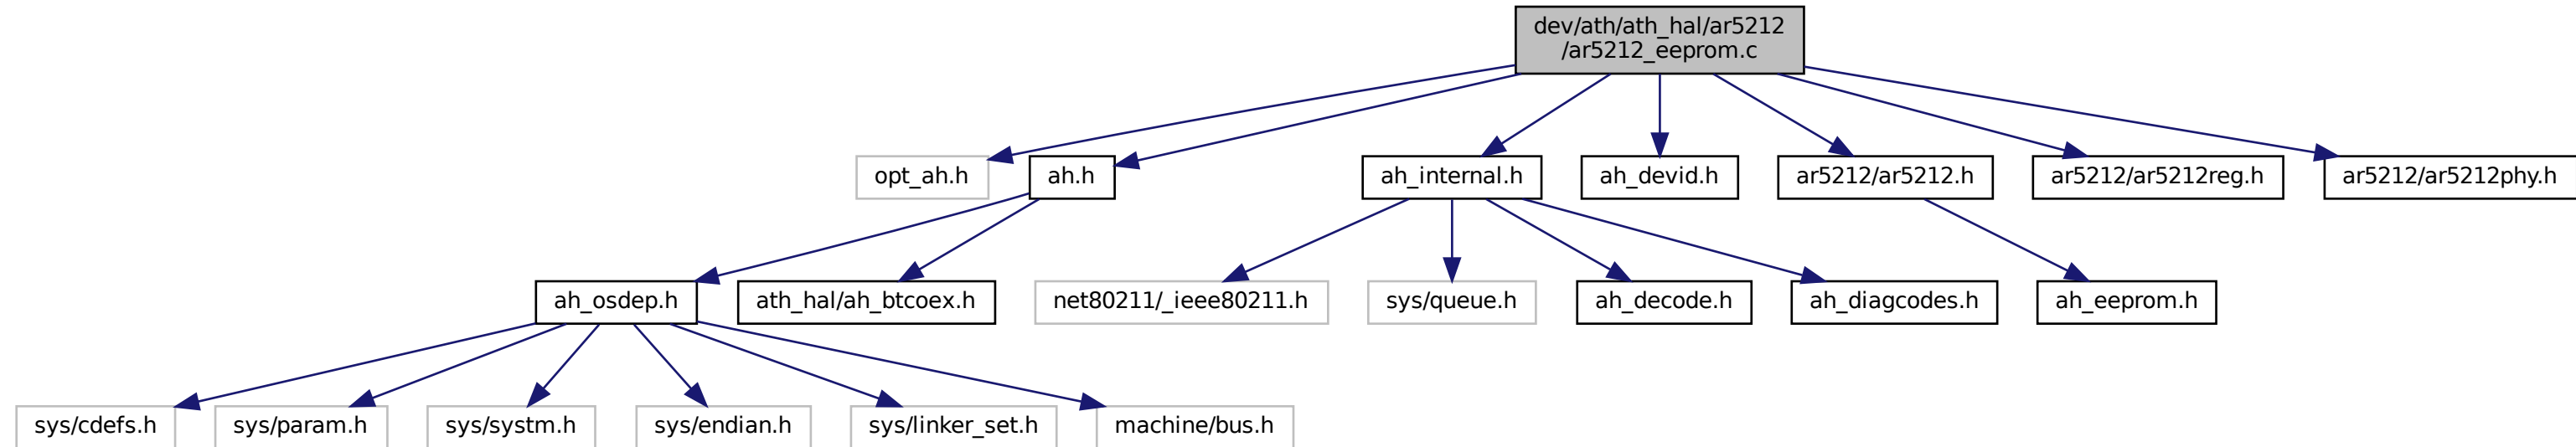 dev/ath/ath_hal/ar5212
/ar5212_eeprom.c
opt_ah.h
ah.h
ah_internal.h
ah_devid.h
ar5212/ar5212.h
ar5212/ar5212reg.h
ar5212/ar5212phy.h
ah_osdep.h
ath_hal/ah_btcoex.h
net80211/_ieee80211.h
sys/queue.h
ah_decode.h
ah_diagcodes.h
ah_eeprom.h
sys/cdefs.h
sys/param.h
sys/systm.h
sys/endian.h
sys/linker_set.h
machine/bus.h